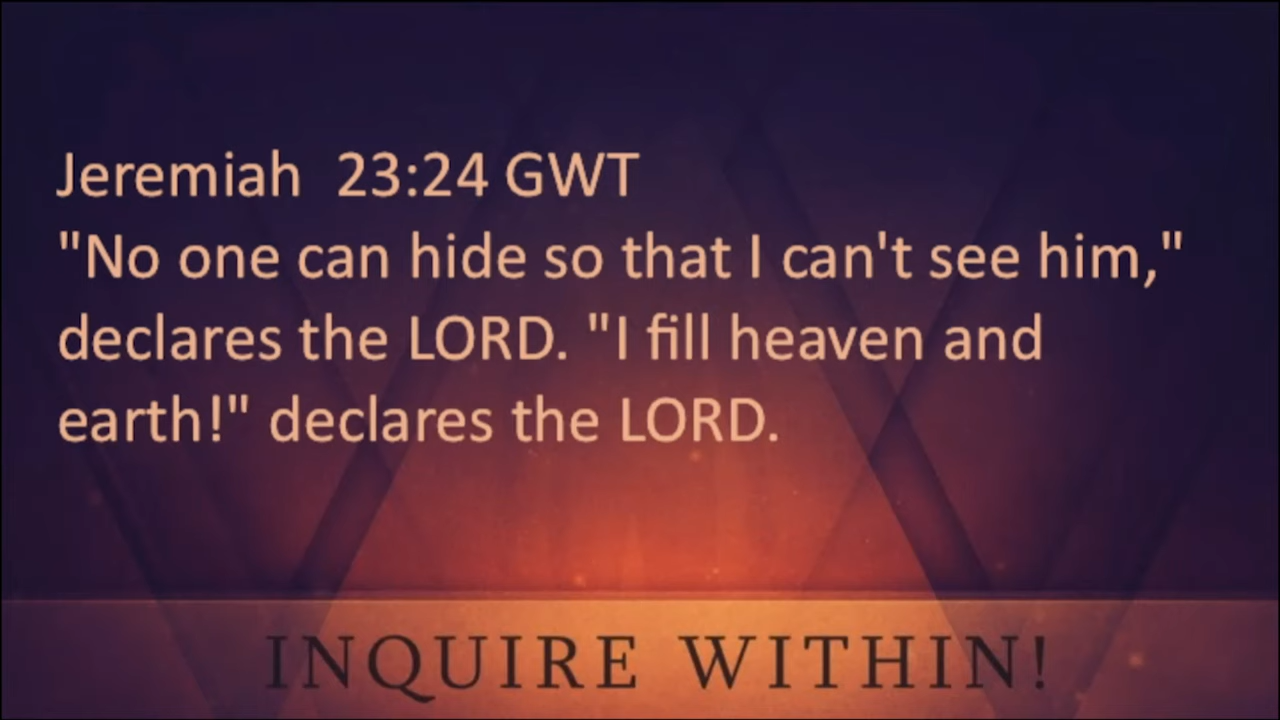 Jeremiah  23:24 GWT
"No one can hide so that I can't see him,"
declares the LORD. "I fill heaven and
earth!" declares the LORD.
INQUIRE WITHIN!